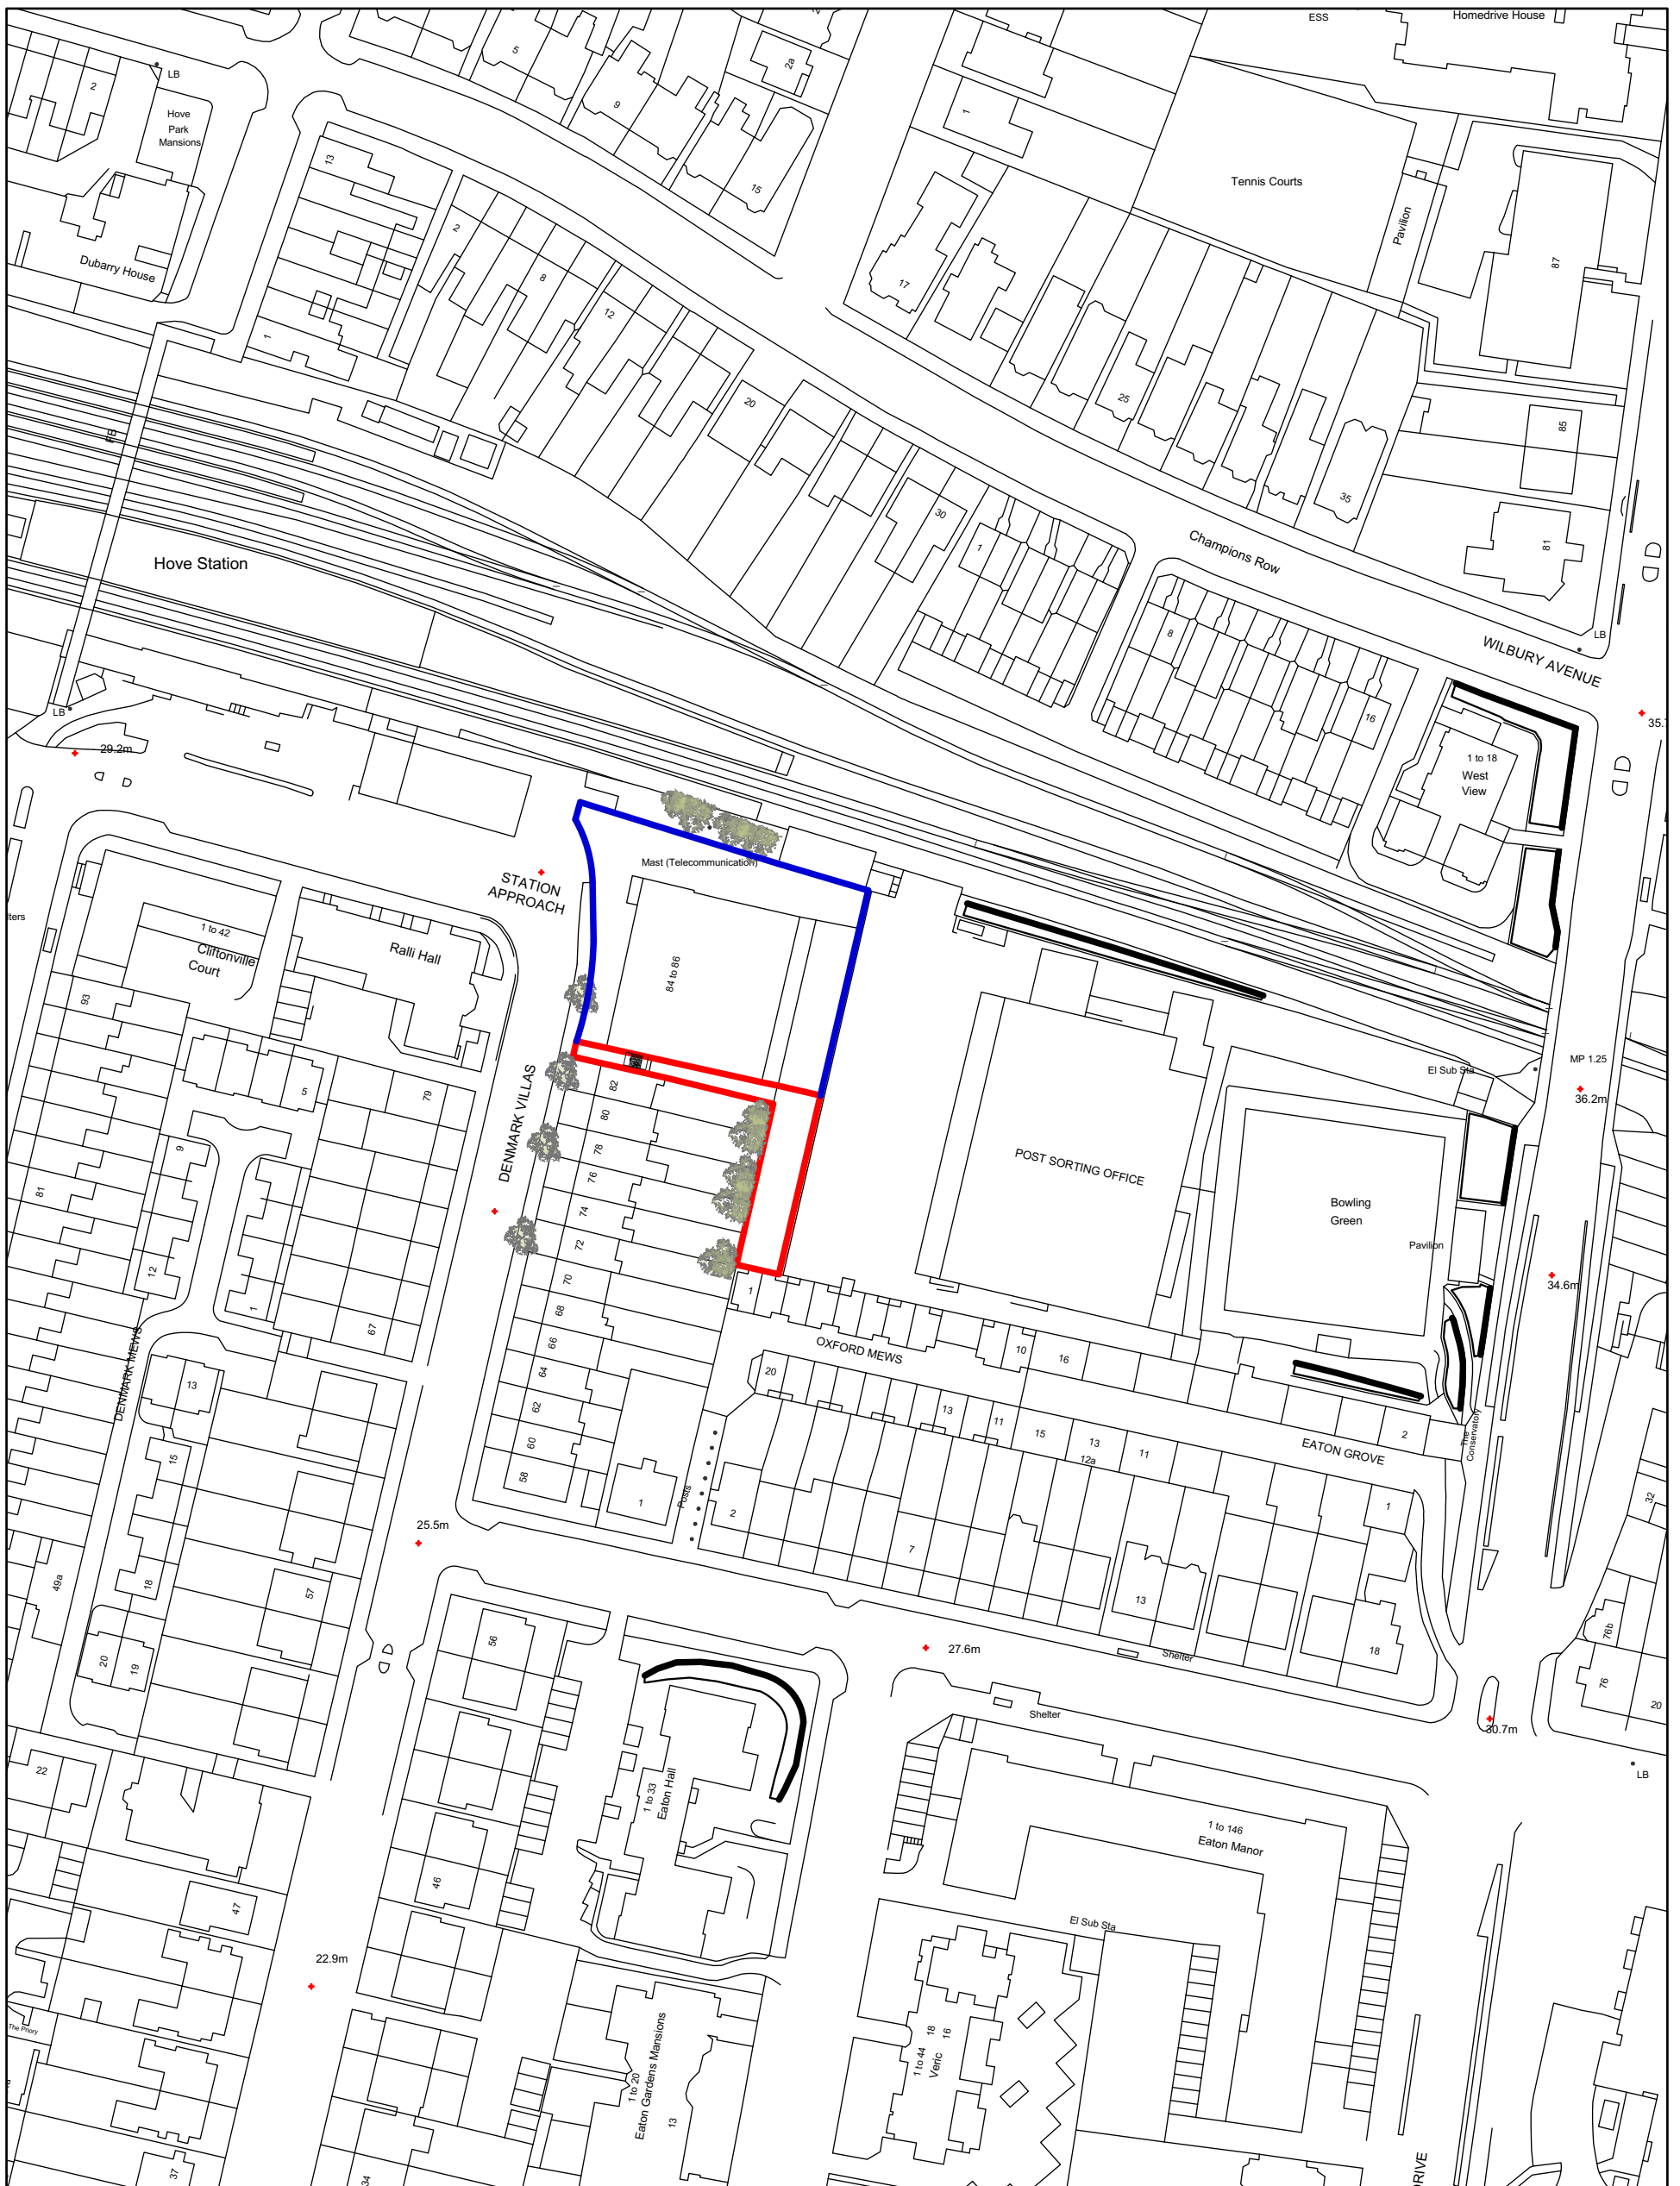 ESS
Homedrive House
5
2a
2
LB
9
Hove
Park
Mansions
1
13
15
Tennis Courts
Pavilion
2
Dubarry House
8
17
87
12
1
25
20
85
FB
35
30
81
Hove Station
1
Champions Row
8
LB
WILBURY AVENUE
LB
16
29.2m
1 to 18
West
View
Mast (Telecommunication)
STATION
APPROACH
1 to 42
Cliftonville
Court
Ralli Hall
84 to 86
93
MP 1.25
El Sub Sta
36.2m
5
79
82
80
DENMARK VILLAS
78
9
POST SORTING OFFICE
76
81
Bowling
Green
74
72
Pavilion
12
70
34.6m
1
1
68
67
66
OXFORD MEWS
10
16
64
20
DENMARK MEWS
13
62
13
11
15
13
12a
11
2
EATON GROVE
The
Conservatory
60
15
58
1
Posts
2
1
32
25.5m
7
49a
18
57
13
76b
56
27.6m
18
20
19
Shelter
76
20
Shelter
30.7m
22
LB
1 to 33
Eaton Hall
1 to 146
Eaton Manor
46
47
El Sub Sta
22.9m
The Priory
18
16
1 to 44
Veric
1 to 20
Eaton Gardens Mansions
13
37
34
DRIVE